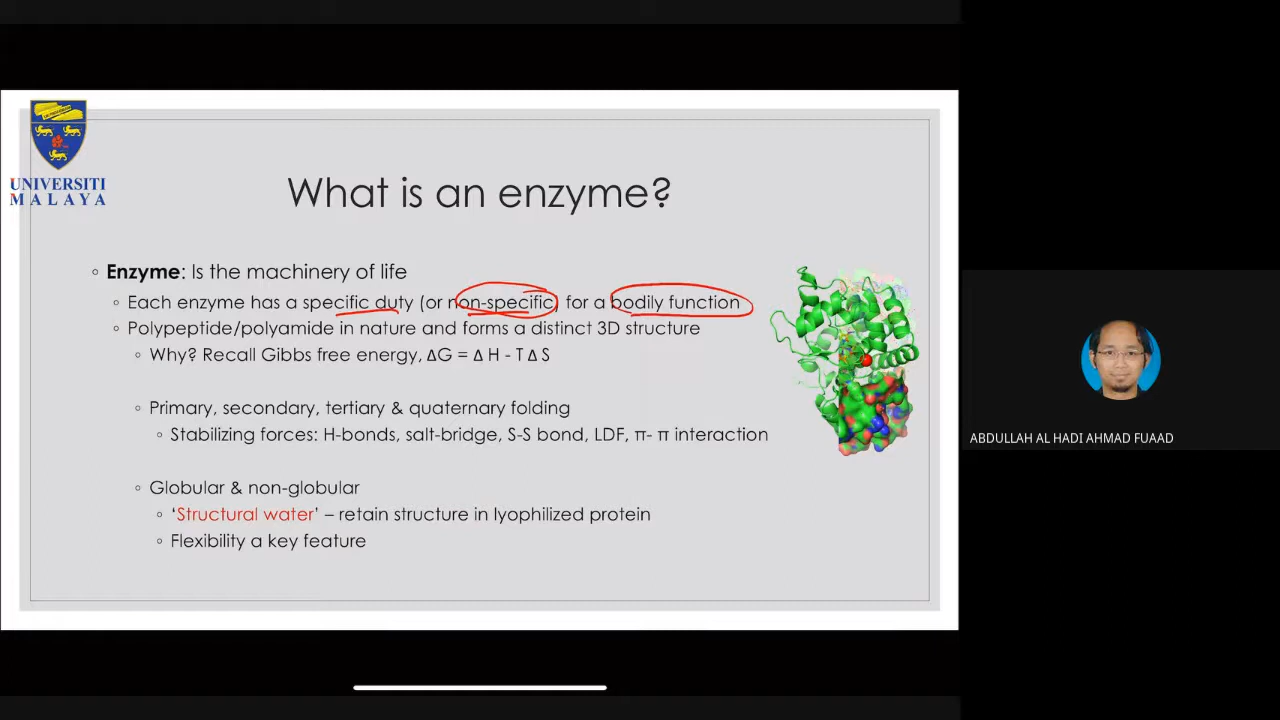 UNIVERSITI
MALAYA
What is an enzyme?
◦ Enzyme: Is the machinery of life
◦ Each enzyme has a specific duty (or non-specific) for a bodily function
◦ Polypeptide/polyamide in nature and forms a distinct 3D structure
◦ Why? Recall Gibbs free energy, ΔG = Δ H - T Δ S
◦ Primary, secondary, tertiary & quaternary folding
◦ Stabilizing forces: H-bonds, salt-bridge, S-S bond, LDF, π- π interaction
◦ Globular & non-globular
◦ ‘Structural water’ – retain structure in lyophilized protein
◦ Flexibility a key feature
ABDULLAH AL HADI AHMAD FUAAD